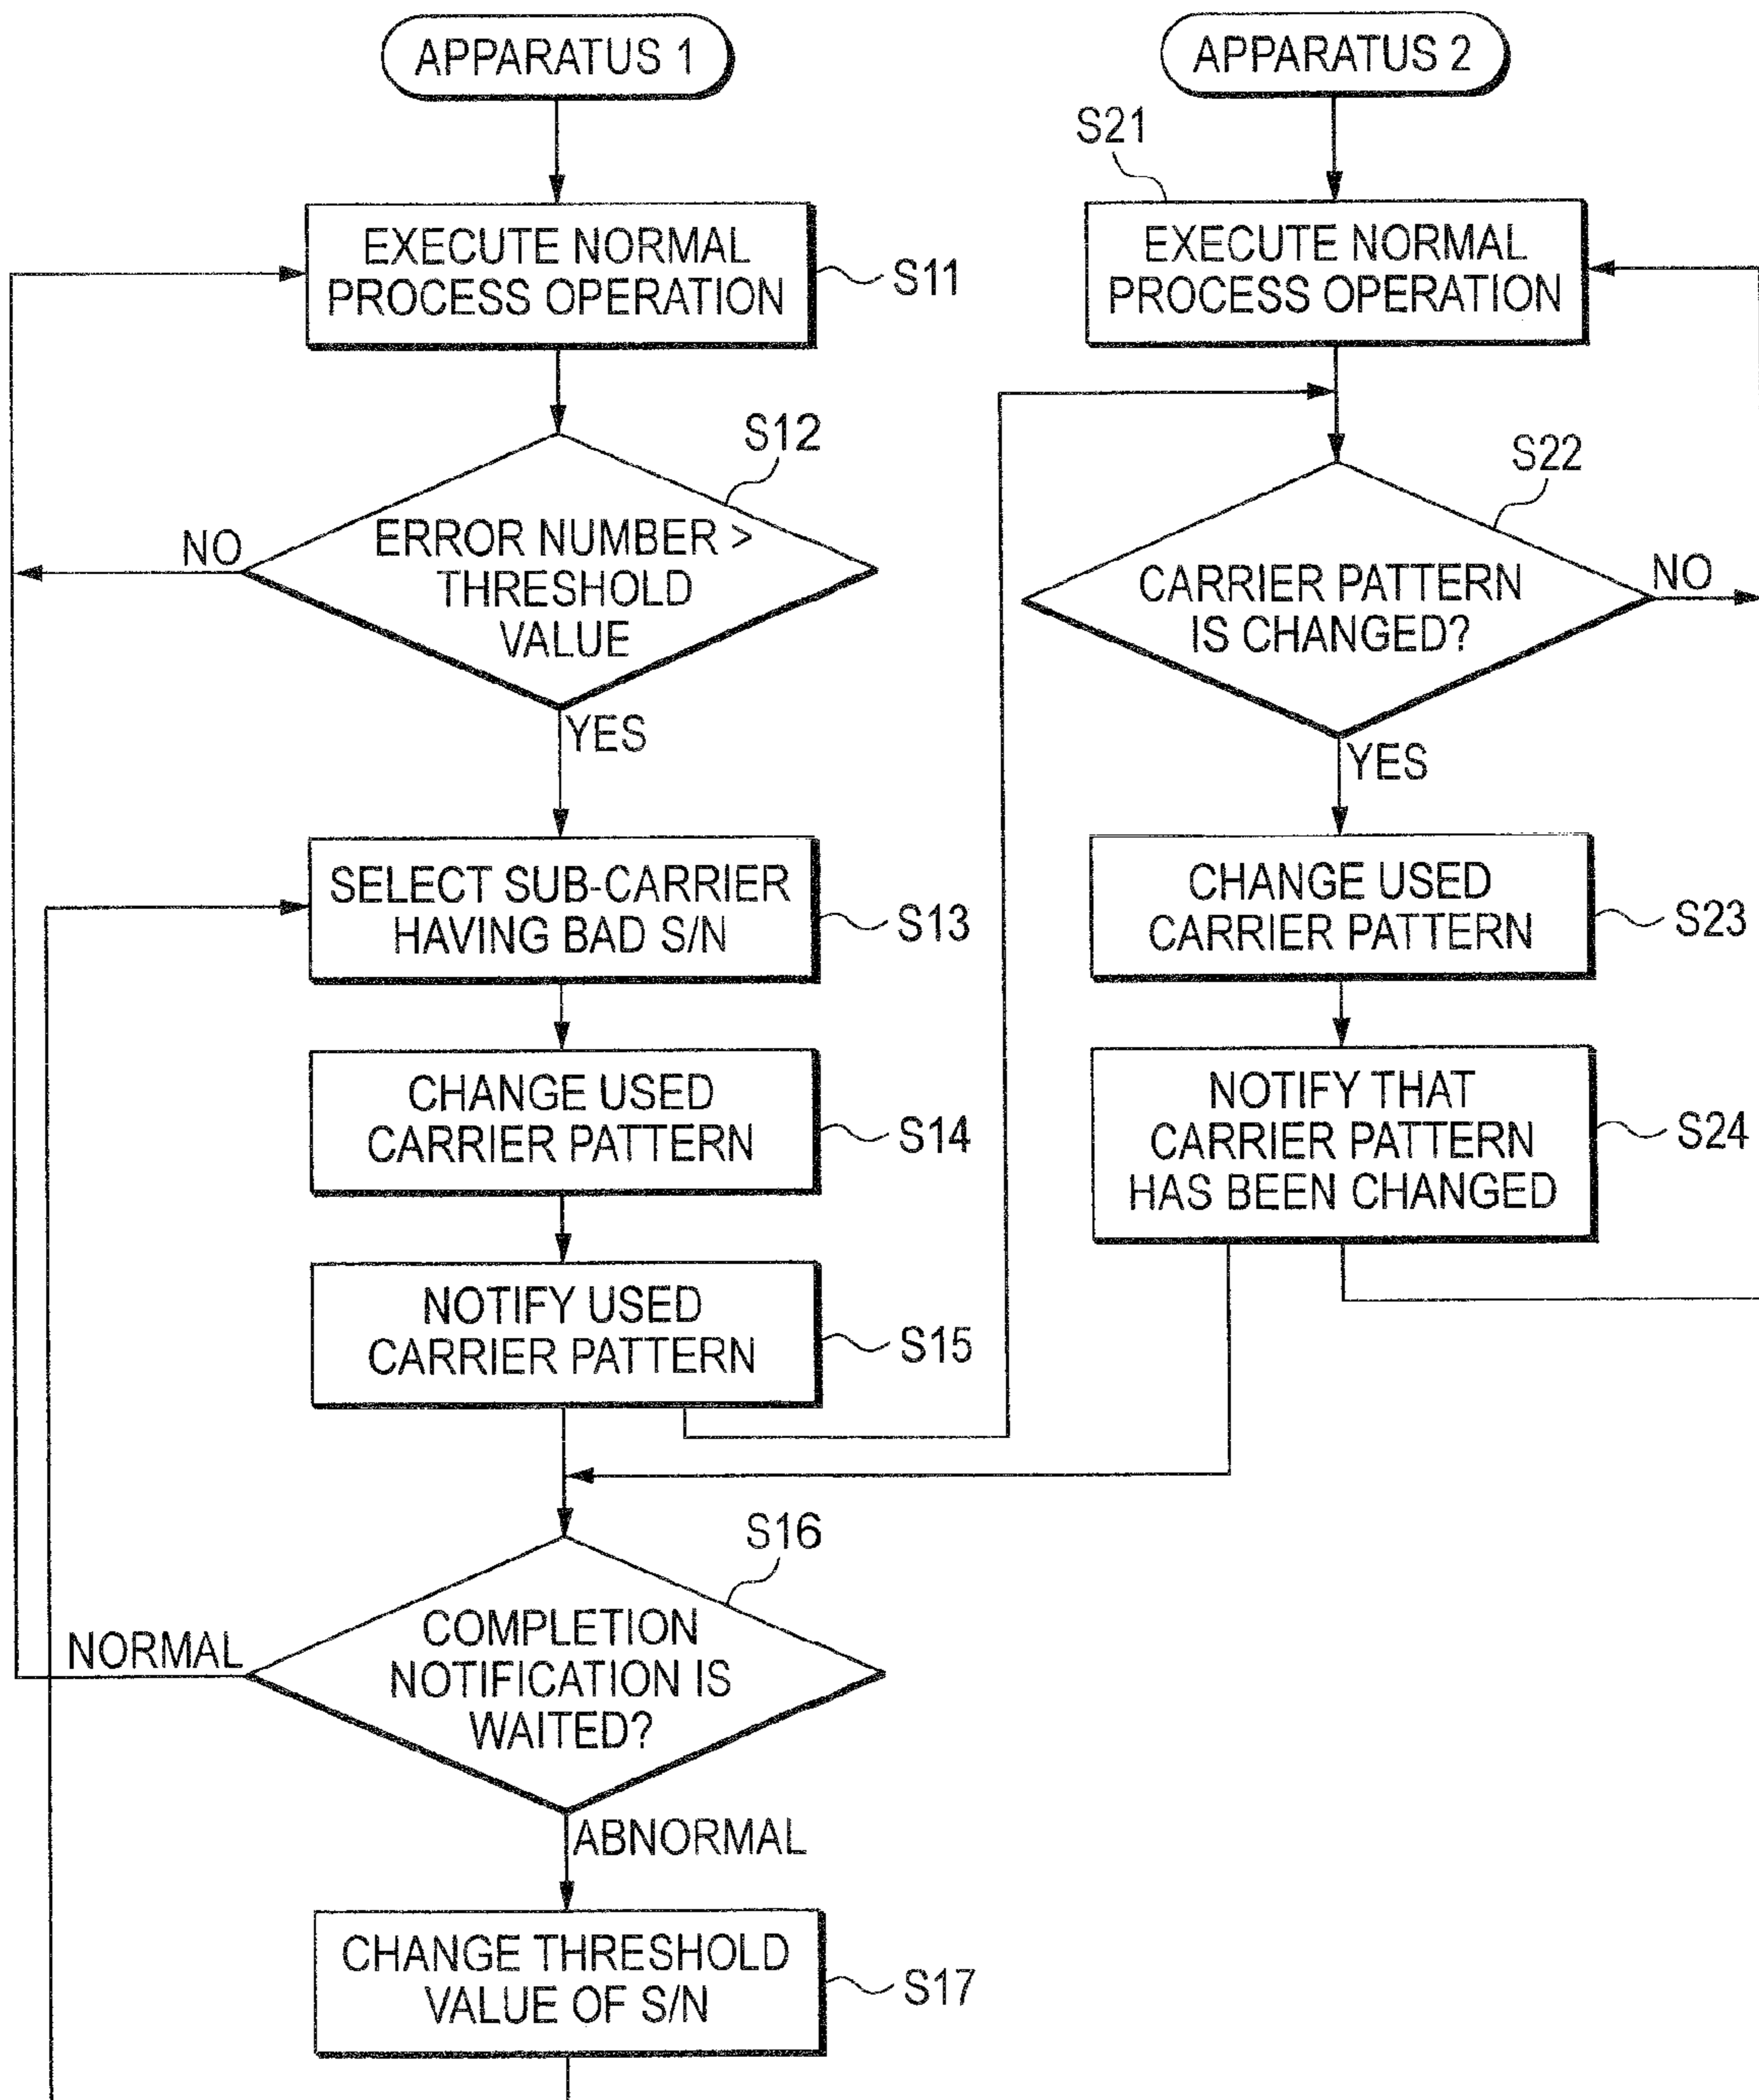 APPARATUS 1
EXECUTE NORMAL
PROCESS OPERATION
S11
S12
ERROR NUMBER >
THRESHOLD
VALUE
NO
YES
SELECT SUB-CARRIER
HAVING BAD S/N
S13
CHANGE USED
CARRIER PATTERN
S14
NOTIFY USED
CARRIER PATTERN
S15
S16
COMPLETION
NOTIFICATION IS
WAITED?
NORMAL
ABNORMAL
CHANGE THRESHOLD
VALUE OF S/N
S17
APPARATUS 2
S21
EXECUTE NORMAL
PROCESS OPERATION
S22
CARRIER PATTERN
IS CHANGED?
NO
YES
CHANGE USED
CARRIER PATTERN
S23
NOTIFY THAT
CARRIER PATTERN
HAS BEEN CHANGED
S24